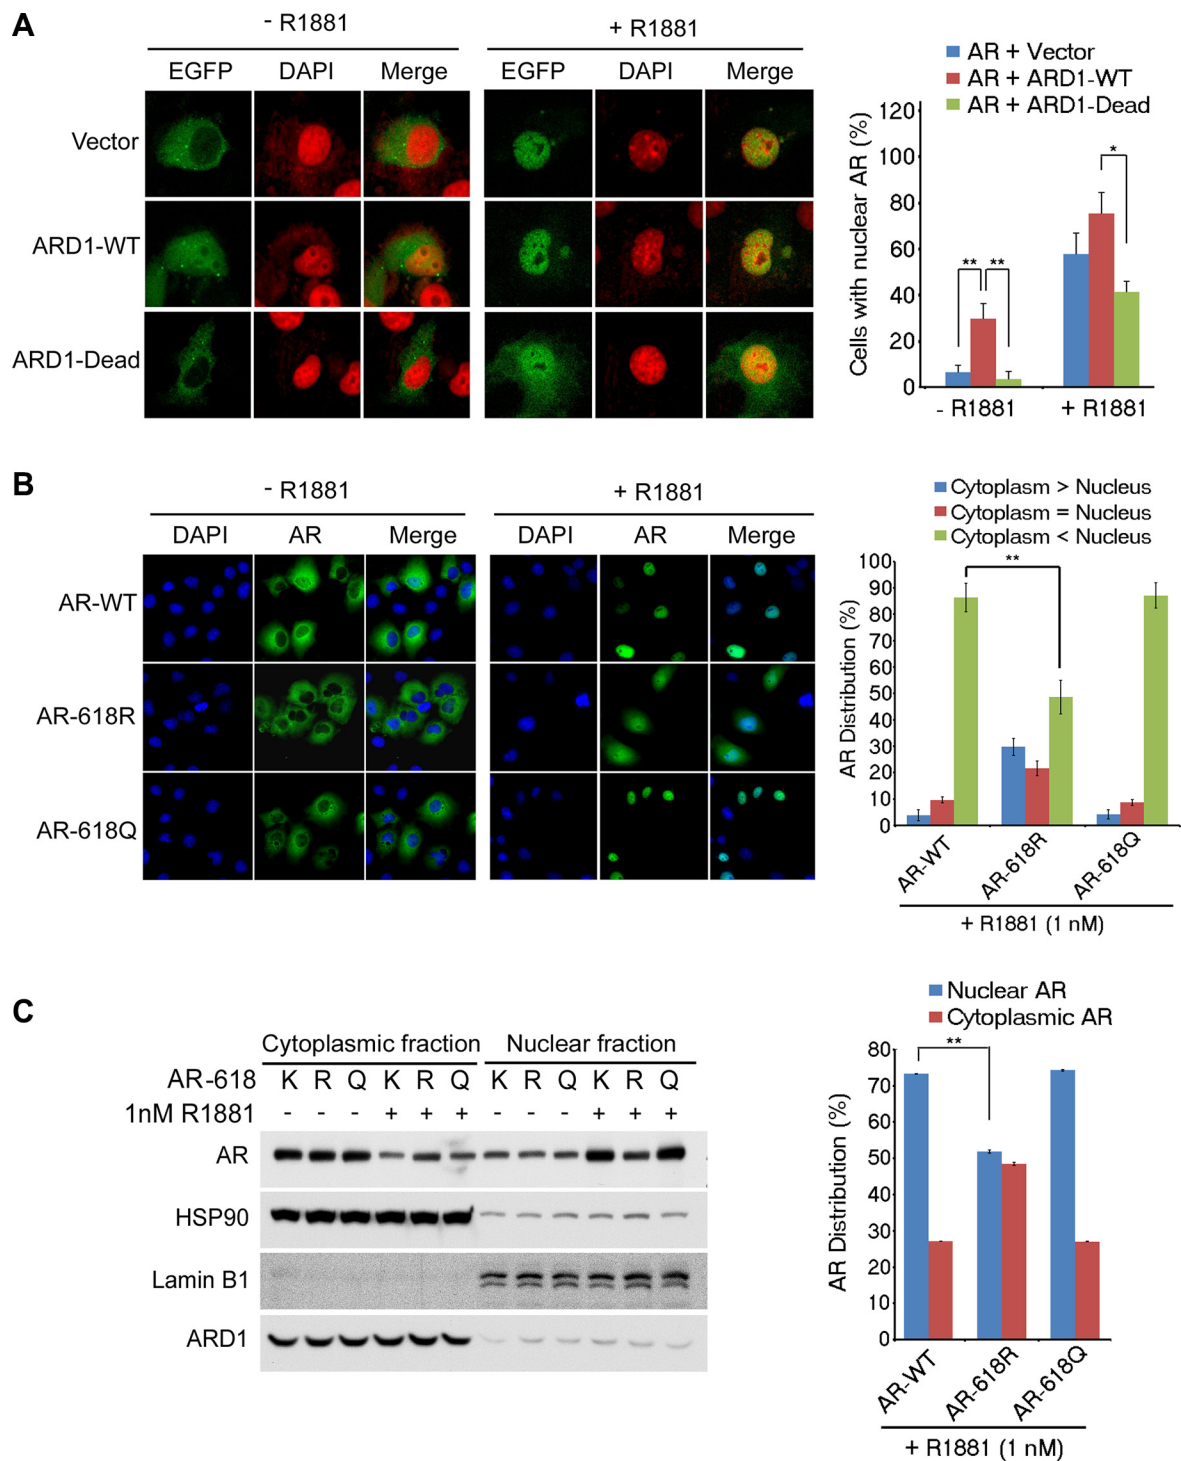 A
- R1881
+ R1881
EGFP DAPI Merge EGFP DAPI Merge
Vector
ARD1-WT
ARD1-Dead
AR + Vector
AR + ARD1-WT
AR + ARD1-Dead
Cells with nuclear AR (%)
120
100
80
60
40
20
0
** ** *
- R1881 + R1881
B
- R1881
+ R1881
DAPI AR Merge DAPI AR Merge
AR-WT
AR-618R
AR-618Q
Cytoplasm > Nucleus
Cytoplasm = Nucleus
Cytoplasm < Nucleus
AR Distribution (%)
100
90
80
70
60
50
40
30
20
10
0
**
AR-WT AR-618R AR-618Q
+ R1881 (1 nM)
C
Cytoplasmic fraction Nuclear fraction
AR-618 K R Q K R Q K R Q K R Q
1nM R1881 - - - + + + - - - + + +
AR
HSP90
Lamin B1
ARD1
Nuclear AR
Cytoplasmic AR
AR Distribution (%)
80
70
60
50
40
30
20
10
0
**
AR-WT AR-618R AR-618Q
+ R1881 (1 nM)